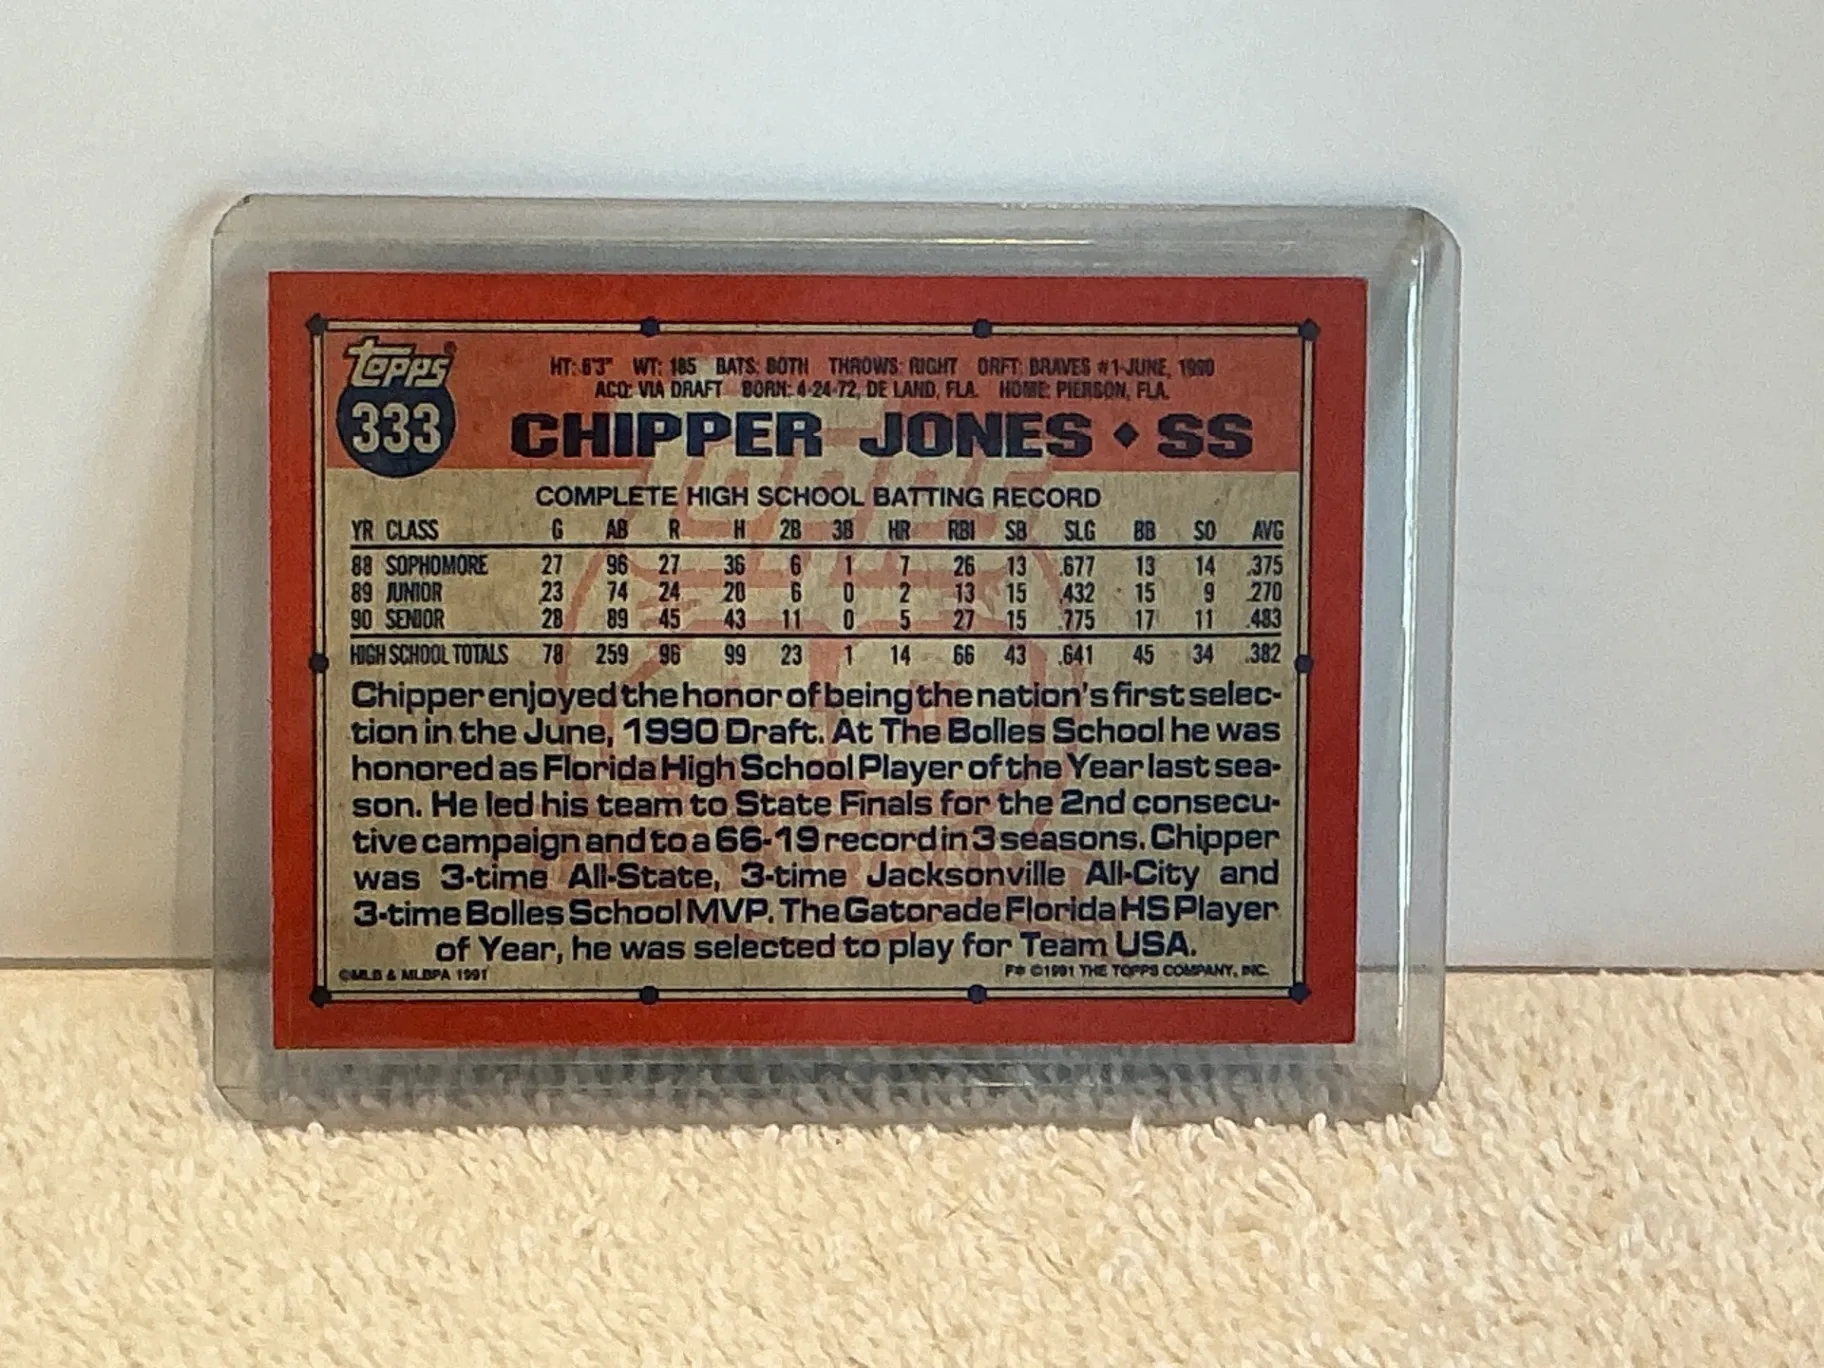 topps®
333
HT: 6'3" WT: 185 BATS: BOTH THROWS: RIGHT DRFT: BRAVES #1-JUNE, 1990
ACQ: VIA DRAFT BORN: 4-24-72, DE LAND, FLA. HOME: PIERSON, FLA.
CHIPPER JONES ◆ SS
COMPLETE HIGH SCHOOL BATTING RECORD
YR CLASS G AB R H 2B 3B HR RBI SB SLG BB SO AVG
88 SOPHOMORE 27 96 27 36 6 1 7 26 13 .677 13 14 .375
89 JUNIOR 23 74 24 20 6 0 2 13 15 .432 15 9 .270
90 SENIOR 28 89 45 43 11 0 5 27 15 .775 17 11 .483
HIGH SCHOOL TOTALS 78 259 96 99 23 1 14 66 43 .641 45 34 .382
Chipper enjoyed the honor of being the nation's first selec-
tion in the June, 1990 Draft. At The Bolles School he was
honored as Florida High School Player of the Year last sea-
son. He led his team to State Finals for the 2nd consecu-
tive campaign and to a 66-19 record in 3 seasons. Chipper
was 3-time All-State, 3-time Jacksonville All-City and
3-time Bolles School MVP. The Gatorade Florida HS Player
of Year, he was selected to play for Team USA.
©MLB & MLBPA 1991 F* ©1991 THE TOPPS COMPANY, INC.